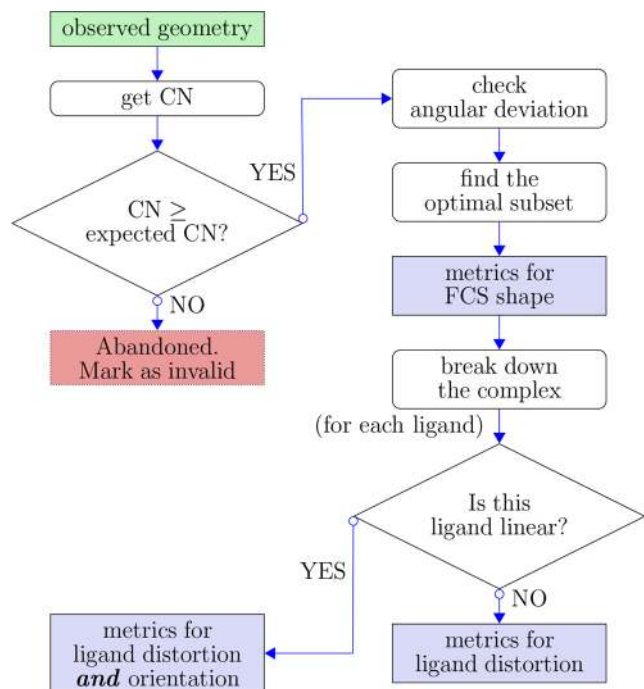 observed geometry
get CN
CN ≥
expected CN?
YES
NO
Abandoned.
Mark as invalid
check
angular deviation
find the
optimal subset
metrics for
FCS shape
break down
the complex
(for each ligand)
Is this
ligand linear?
YES
NO
metrics for
ligand distortion
and orientation
metrics for
ligand distortion